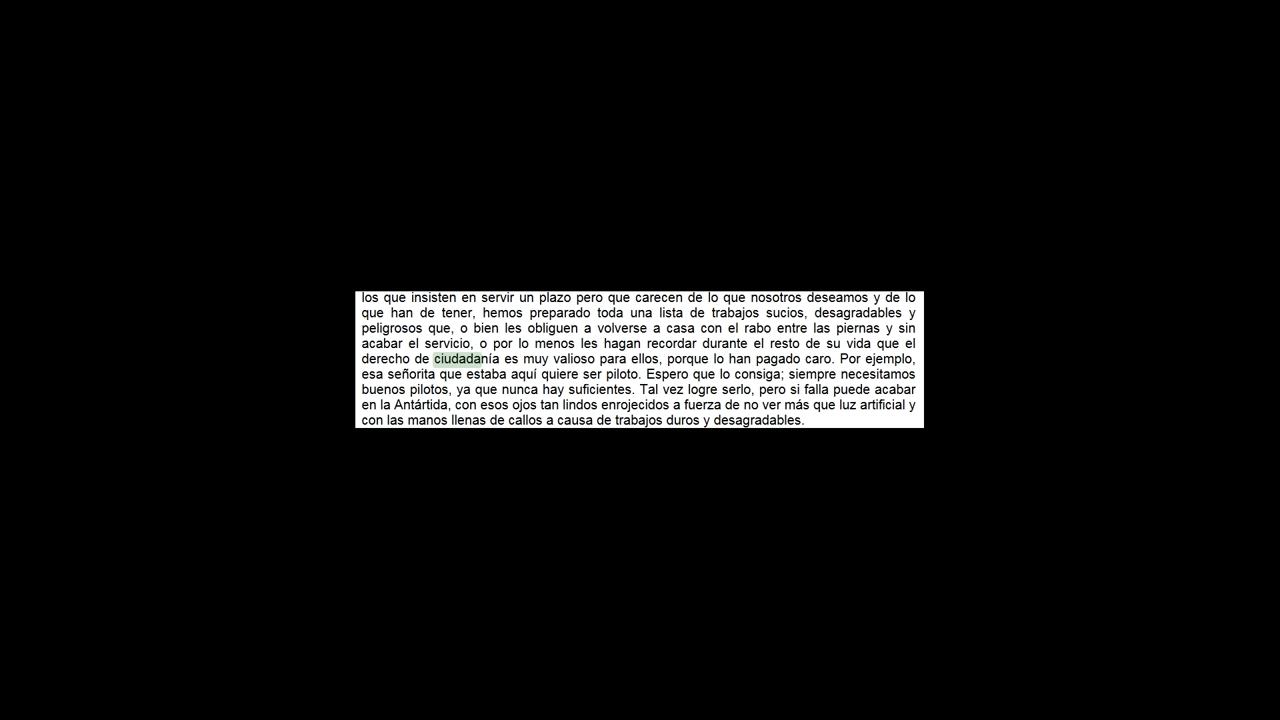 los que insisten en servir un plazo pero que carecen de lo que nosotros deseamos y de lo
que han de tener, hemos preparado toda una lista de trabajos sucios, desagradables y
peligrosos que, o bien les obliguen a volverse a casa con el rabo entre las piernas y sin
acabar el servicio, o por lo menos les hagan recordar durante el resto de su vida que el
derecho de ciudadanía es muy valioso para ellos, porque lo han pagado caro. Por ejemplo,
esa señorita que estaba aquí quiere ser piloto. Espero que lo consiga; siempre necesitamos
buenos pilotos, ya que nunca hay suficientes. Tal vez logre serlo, pero si falla puede acabar
en la Antártida, con esos ojos tan lindos enrojecidos a fuerza de no ver más que luz artificial y
con las manos llenas de callos a causa de trabajos duros y desagradables.